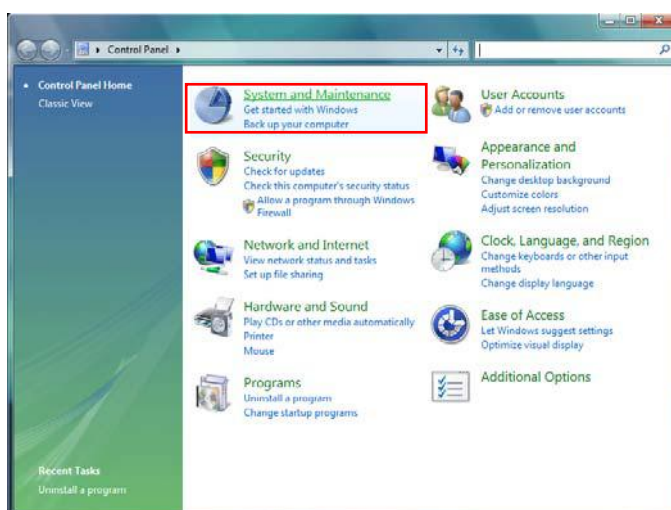 Control Panel
Control Panel Home
Classic View
System and Maintenance
Get started with Windows
Back up your computer
Security
Check for updates
Check this computer's security status
Allow a program through Windows
Firewall
Network and Internet
View network status and tasks
Set up file sharing
Hardware and Sound
Play CDs or other media automatically
Printer
Mouse
Programs
Uninstall a program
Change startup programs
User Accounts
Add or remove user accounts
Appearance and
Personalization
Change desktop background
Customize colors
Adjust screen resolution
Clock, Language, and Region
Change keyboards or other input
methods
Change display language
Ease of Access
Let Windows suggest settings
Optimize visual display
Additional Options
Recent Tasks
Uninstall a program